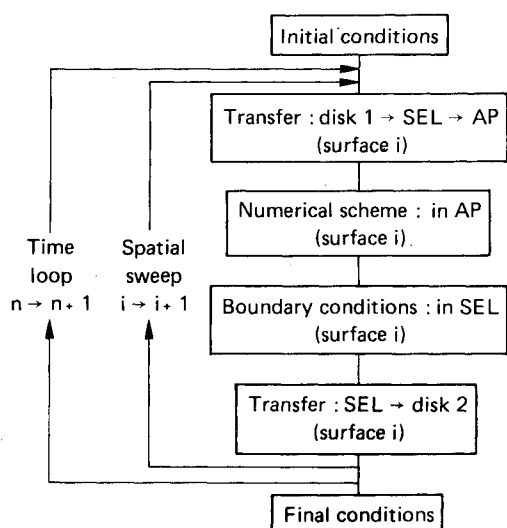 Initial conditions
Transfer : disk 1 → SEL → AP
(surface i)
Numerical scheme : in AP
(surface i)
Time
loop
n → n + 1
Spatial
sweep
i → i + 1
Boundary conditions : in SEL
(surface i)
Transfer : SEL → disk 2
(surface i)
Final conditions